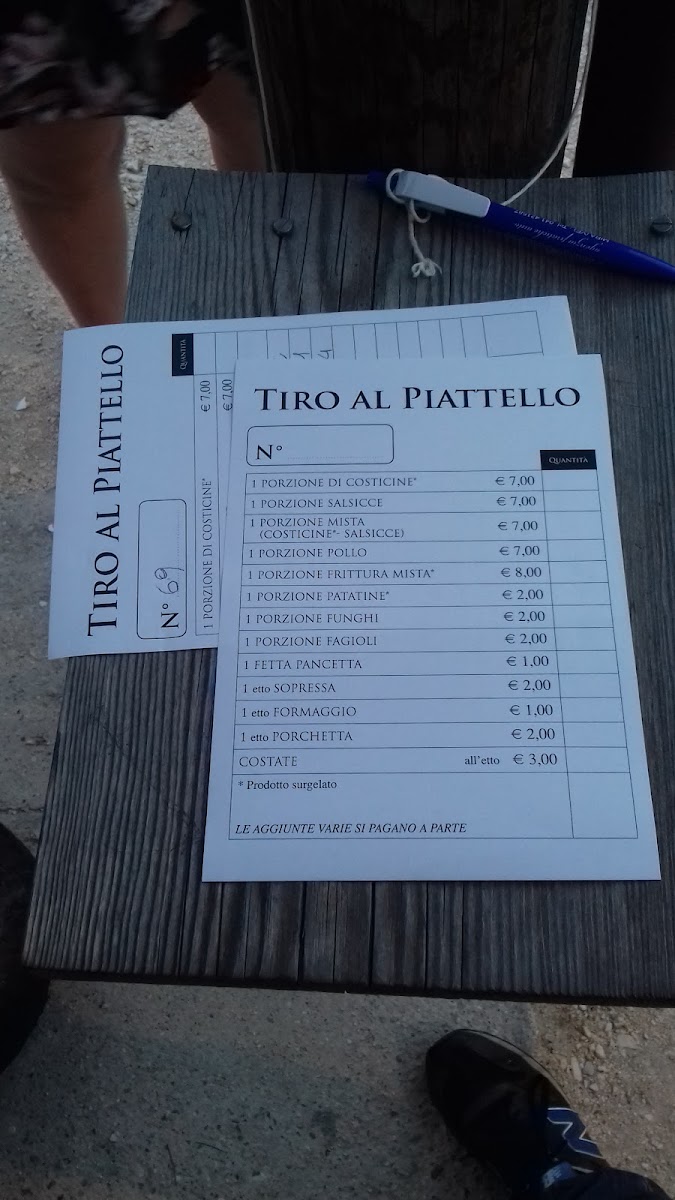 TIRO AL PIATTELLO
N°
QUANTITÀ
1 PORZIONE DI COSTICINE* € 7,00
1 PORZIONE SALSICCE € 7,00
1 PORZIONE MISTA
(COSTICINE*- SALSICCE) € 7,00
1 PORZIONE POLLO € 7,00
1 PORZIONE FRITTURA MISTA* € 8,00
1 PORZIONE PATATINE* € 2,00
1 PORZIONE FUNGHI € 2,00
1 PORZIONE FAGIOLI € 2,00
1 FETTA PANCETTA € 1,00
1 etto SOPRESSA € 2,00
1 etto FORMAGGIO € 1,00
1 etto PORCHETTA € 2,00
COSTATE all'etto € 3,00
* Prodotto surgelato
LE AGGIUNTE VARIE SI PAGANO A PARTE
TIRO AL PIATTELLO
N° 69
QUANTITÀ
1 PORZIONE DI COSTICINE* € 7,00
€ 7,00
1
4